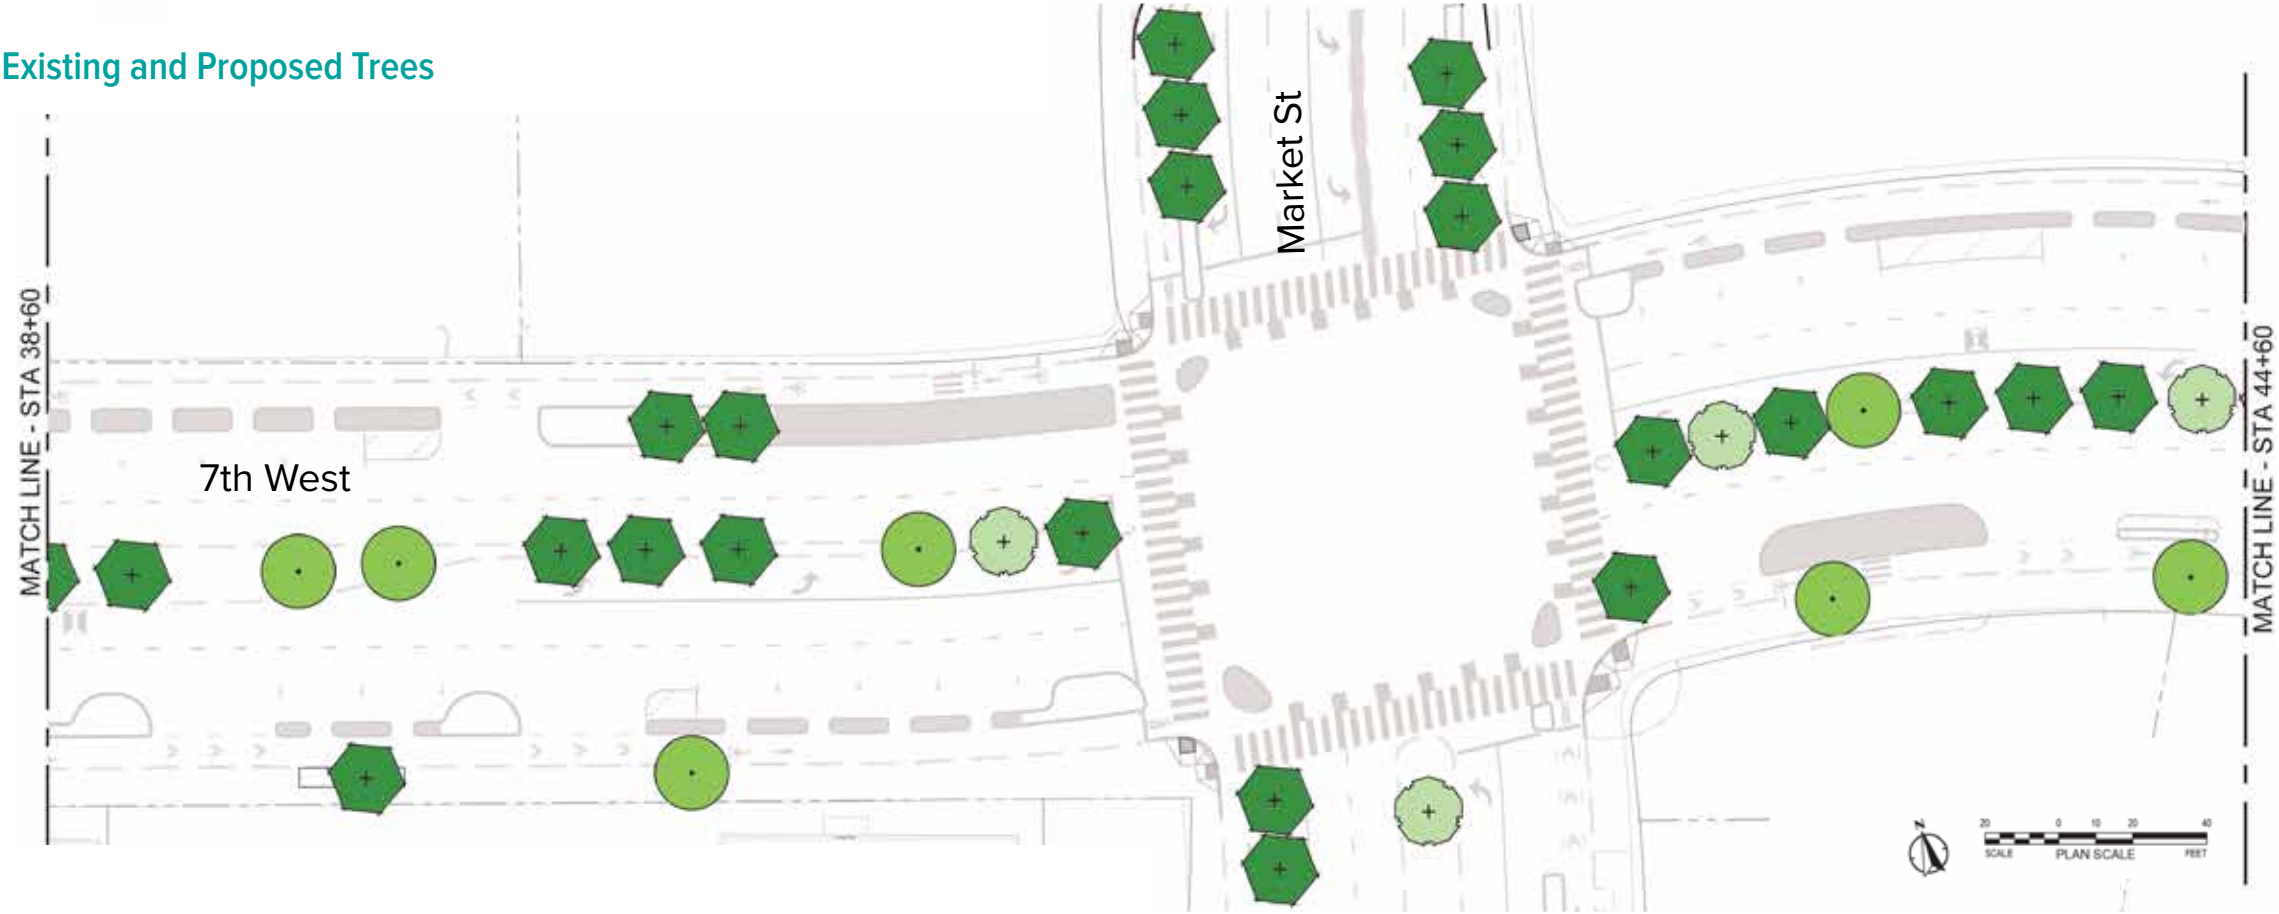 Existing and Proposed Trees
Market St
7th West
MATCH LINE - STA 38+60
MATCH LINE - STA 44+60
N
20 0 10 20 40
SCALE PLAN SCALE FEET